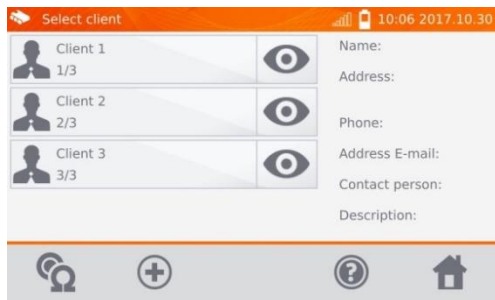 Select client
10:06 2017.10.30
Client 1
1/3
Client 2
2/3
Client 3
3/3
Name:
Address:
Phone:
Address E-mail:
Contact person:
Description: